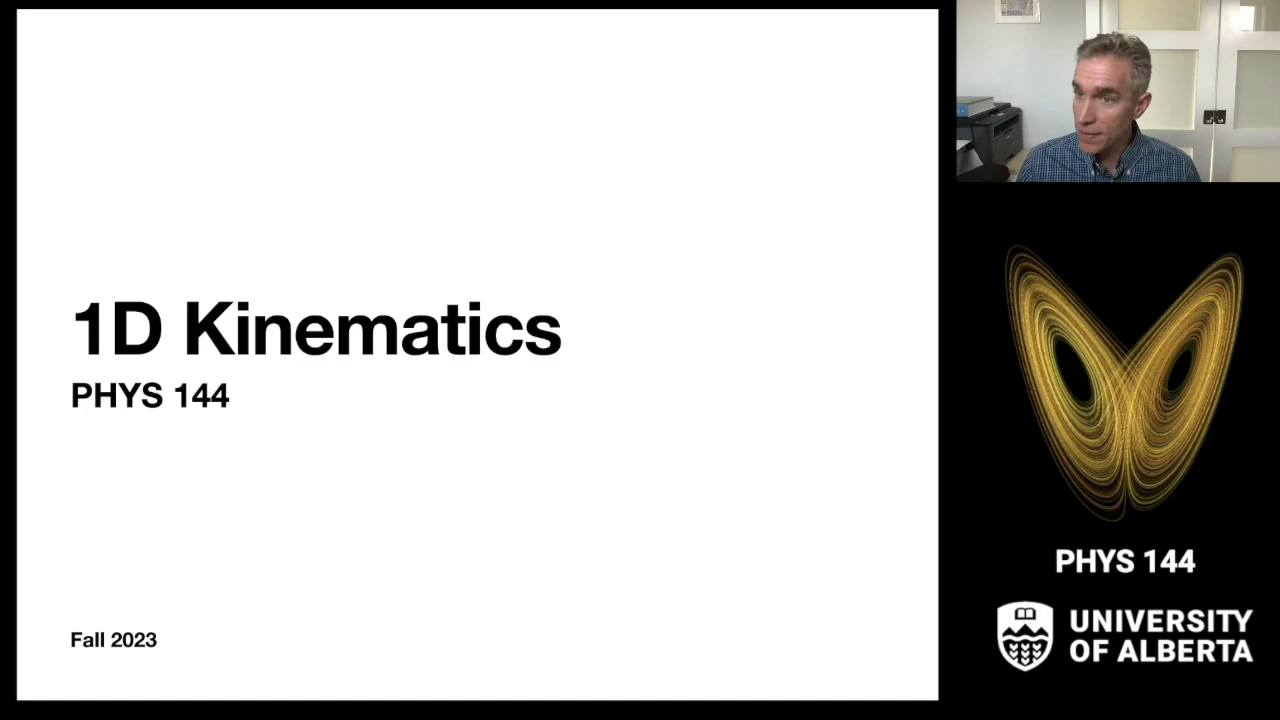 1D Kinematics
PHYS 144
Fall 2023
PHYS 144
UNIVERSITY
OF ALBERTA